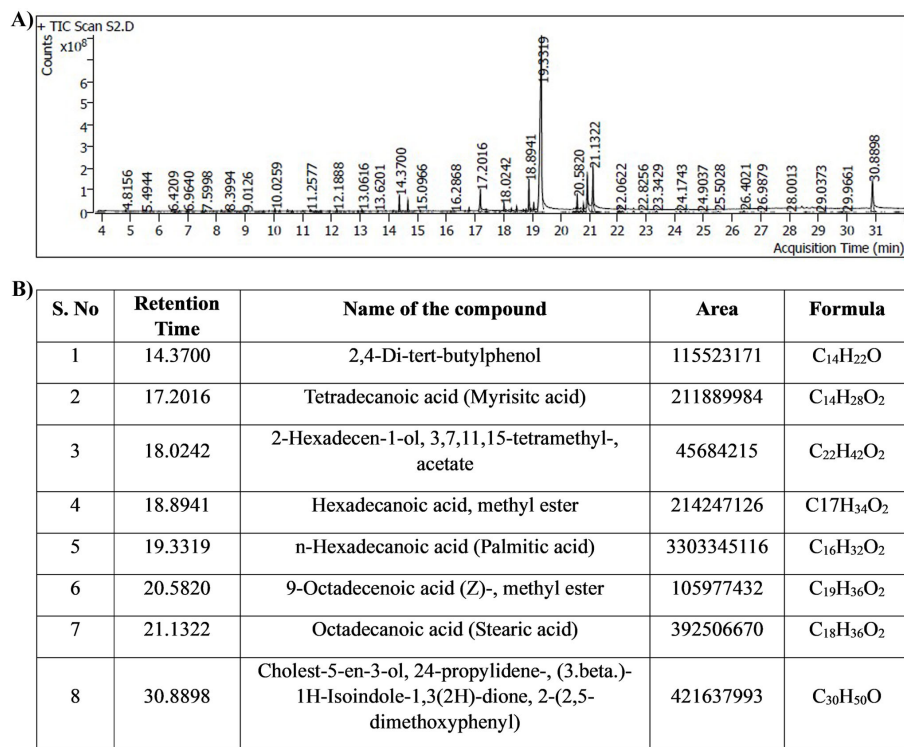 A)
+ TIC Scan S2.D
Counts
x10⁸
6
5
4
3
2
1
0
4.8156
5.4944
6.4209
6.9640
7.5998
8.3994
9.0126
10.0259
11.2577
12.1888
13.0616
13.6201
14.3700
15.0966
16.2868
17.2016
18.0242
18.8941
19.3319
20.5820
21.1322
22.0622
22.8256
23.3429
24.1743
24.9037
25.5028
26.4021
26.9879
28.0013
29.0373
29.9661
30.8898
4 5 6 7 8 9 10 11 12 13 14 15 16 17 18 19 20 21 22 23 24 25 26 27 28 29 30 31
Acquisition Time (min)
B)
S. No Retention Time Name of the compound Area Formula
1 14.3700 2,4-Di-tert-butylphenol 115523171 C₁₄H₂₂O
2 17.2016 Tetradecanoic acid (Myrisitc acid) 211889984 C₁₄H₂₈O₂
2-Hexadecen-1-ol, 3,7,11,15-tetramethyl-,
3 18.0242 acetate 45684215 C₂₂H₄₂O₂
4 18.8941 Hexadecanoic acid, methyl ester 214247126 C17H₃₄O₂
5 19.3319 n-Hexadecanoic acid (Palmitic acid) 3303345116 C₁₆H₃₂O₂
6 20.5820 9-Octadecenoic acid (Z)-, methyl ester 105977432 C₁₉H₃₆O₂
7 21.1322 Octadecanoic acid (Stearic acid) 392506670 C₁₈H₃₆O₂
Cholest-5-en-3-ol, 24-propylidene-, (3.beta.)-
8 30.8898 1H-Isoindole-1,3(2H)-dione, 2-(2,5- 421637993 C₃₀H₅₀O
dimethoxyphenyl)